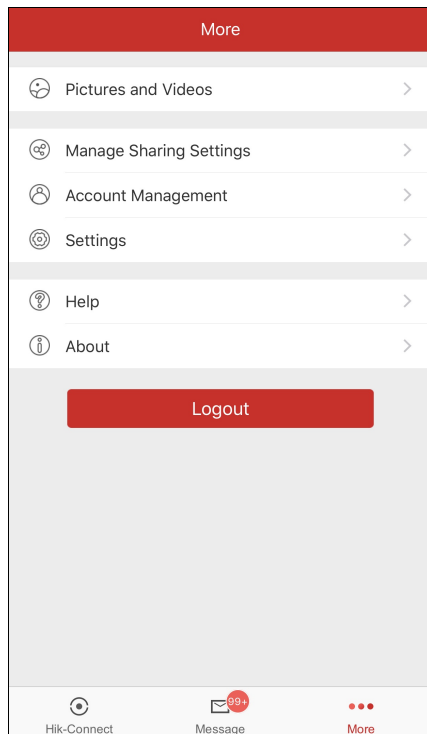 More
Pictures and Videos
Manage Sharing Settings
Account Management
Settings
Help
About
Logout
99+
Hik-Connect
Message
More